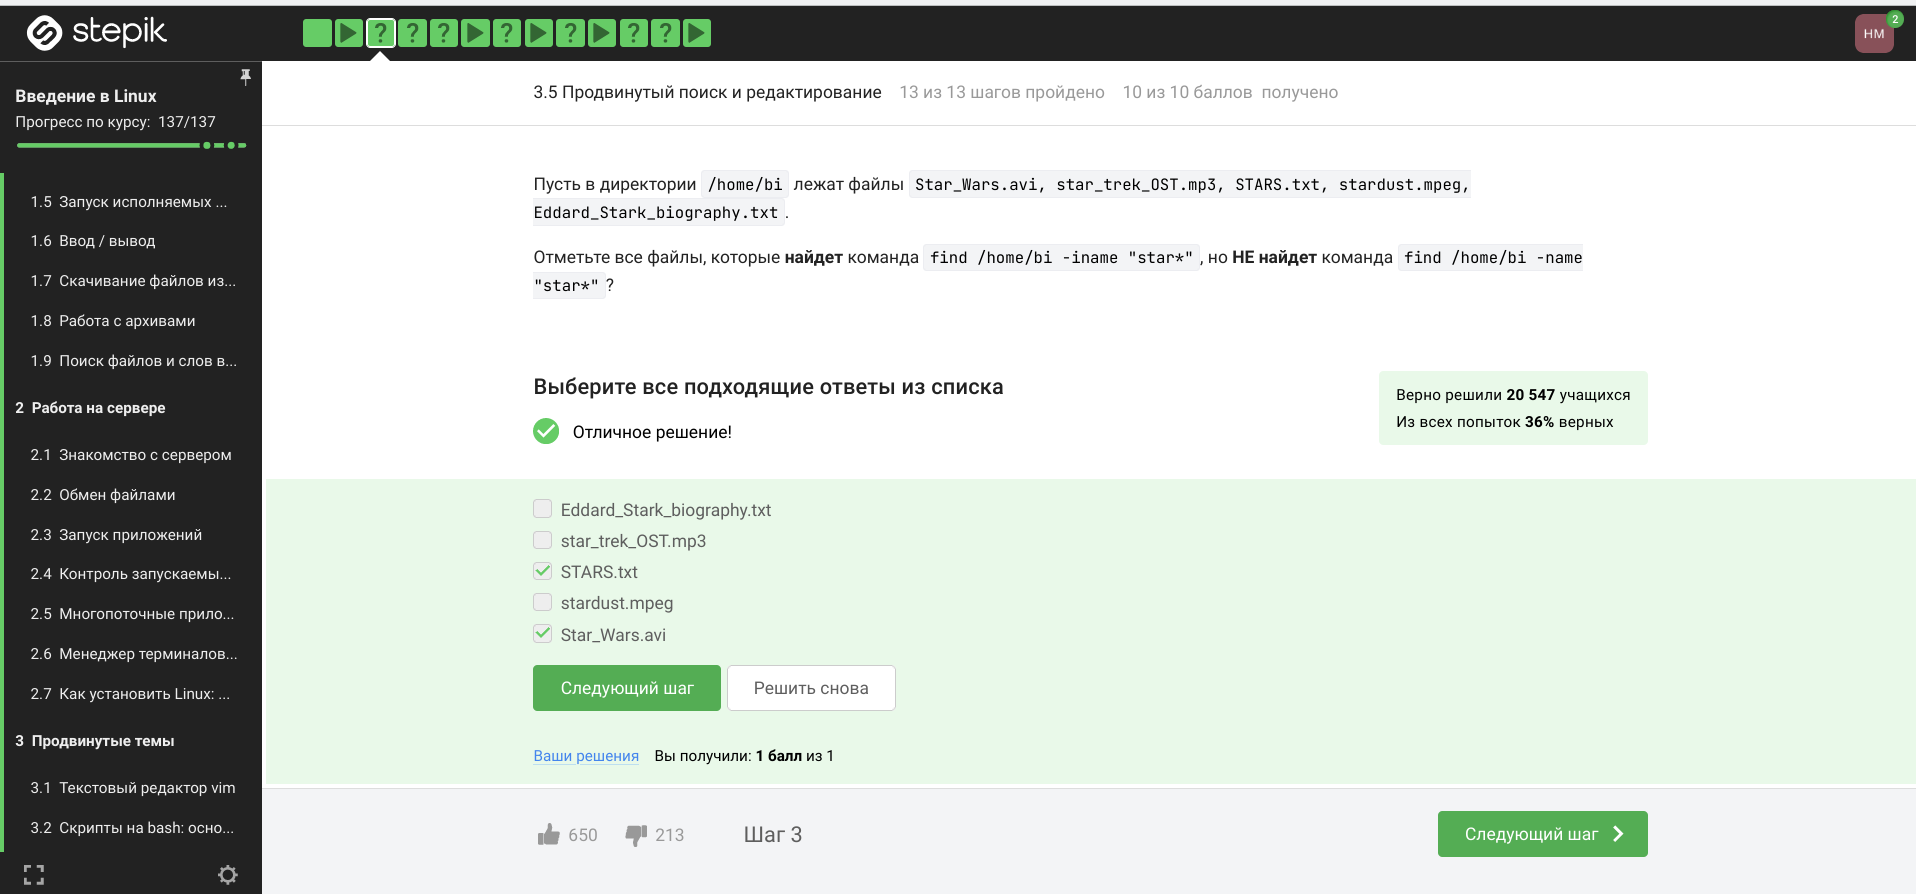 stepik
? ? ? ? ? ? ?
НМ
2
Введение в Linux
Прогресс по курсу: 137/137
1.5 Запуск исполняемых ...
1.6 Ввод / вывод
1.7 Скачивание файлов из...
1.8 Работа с архивами
1.9 Поиск файлов и слов в...
2 Работа на сервере
2.1 Знакомство с сервером
2.2 Обмен файлами
2.3 Запуск приложений
2.4 Контроль запускаемы...
2.5 Многопоточные прило...
2.6 Менеджер терминалов...
2.7 Как установить Linux: ...
3 Продвинутые темы
3.1 Текстовый редактор vim
3.2 Скрипты на bash: осно...
3.5 Продвинутый поиск и редактирование 13 из 13 шагов пройдено 10 из 10 баллов получено
Пусть в директории /home/bi лежат файлы Star_Wars.avi, star_trek_OST.mp3, STARS.txt, stardust.mpeg,
Eddard_Stark_biography.txt.
Отметьте все файлы, которые найдет команда find /home/bi -iname "star*", но НЕ найдет команда find /home/bi -name
"star*"?
Выберите все подходящие ответы из списка
Отличное решение!
Верно решили 20 547 учащихся
Из всех попыток 36% верных
Eddard_Stark_biography.txt
star_trek_OST.mp3
STARS.txt
stardust.mpeg
Star_Wars.avi
Следующий шаг Решить снова
Ваши решения Вы получили: 1 балл из 1
650 213 Шаг 3 Следующий шаг